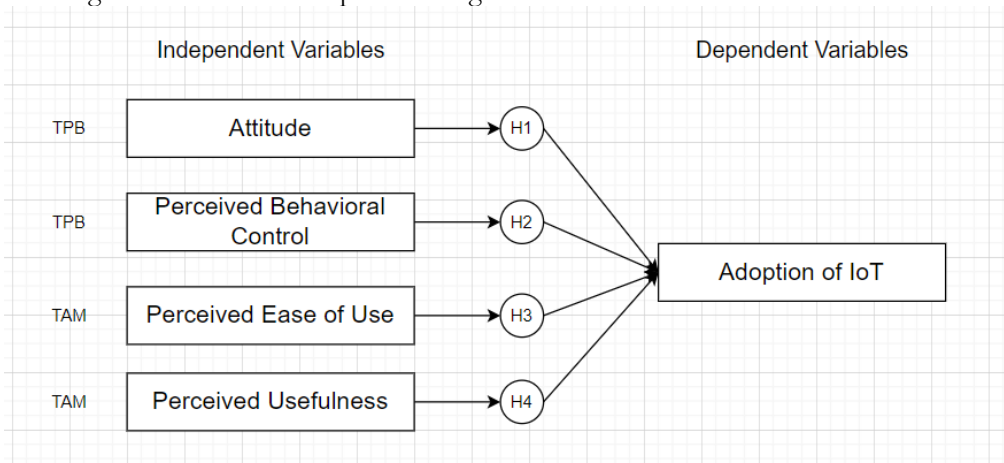 Independent Variables
Dependent Variables
TPB
Attitude
H1
TPB
Perceived Behavioral
Control
H2
Adoption of IoT
TAM
Perceived Ease of Use
H3
TAM
Perceived Usefulness
H4